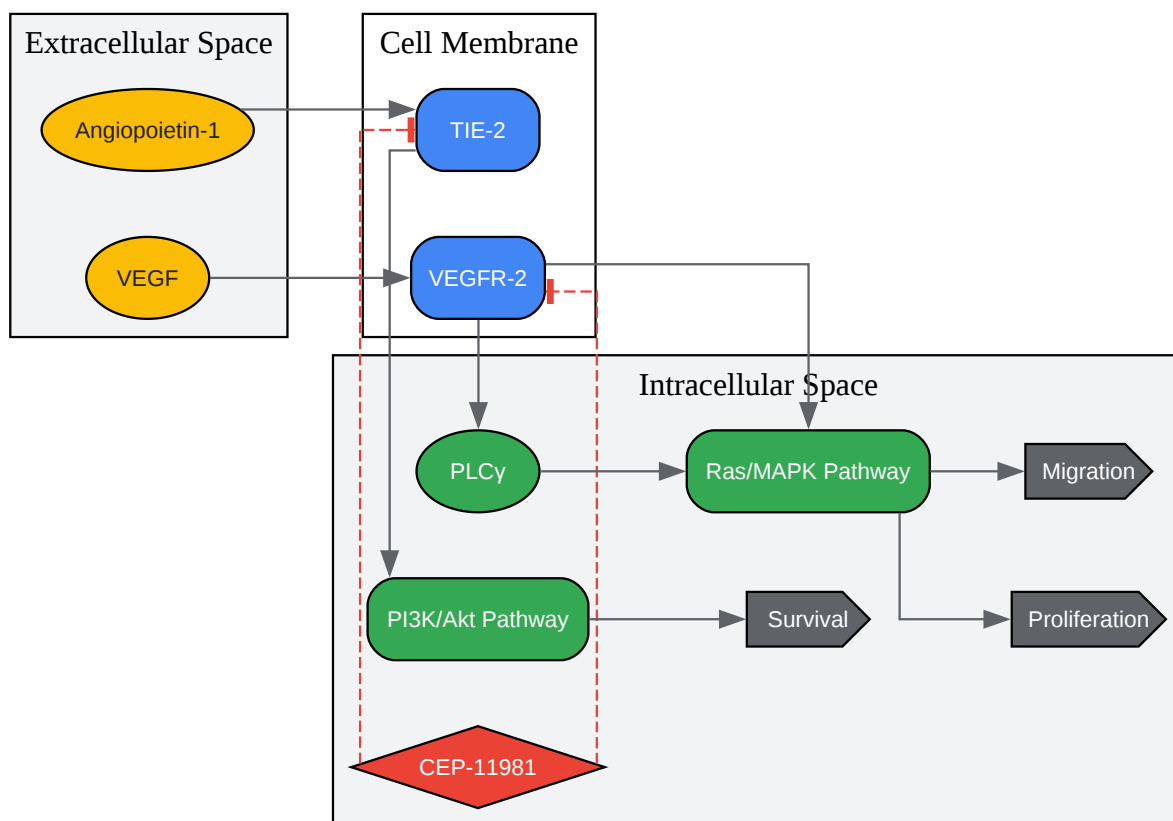 Extracellular Space
Cell Membrane
Angiopoietin-1
TIE-2
VEGF
VEGFR-2
Intracellular Space
PLCγ
Ras/MAPK Pathway
Migration
PI3K/Akt Pathway
Survival
Proliferation
CEP-11981